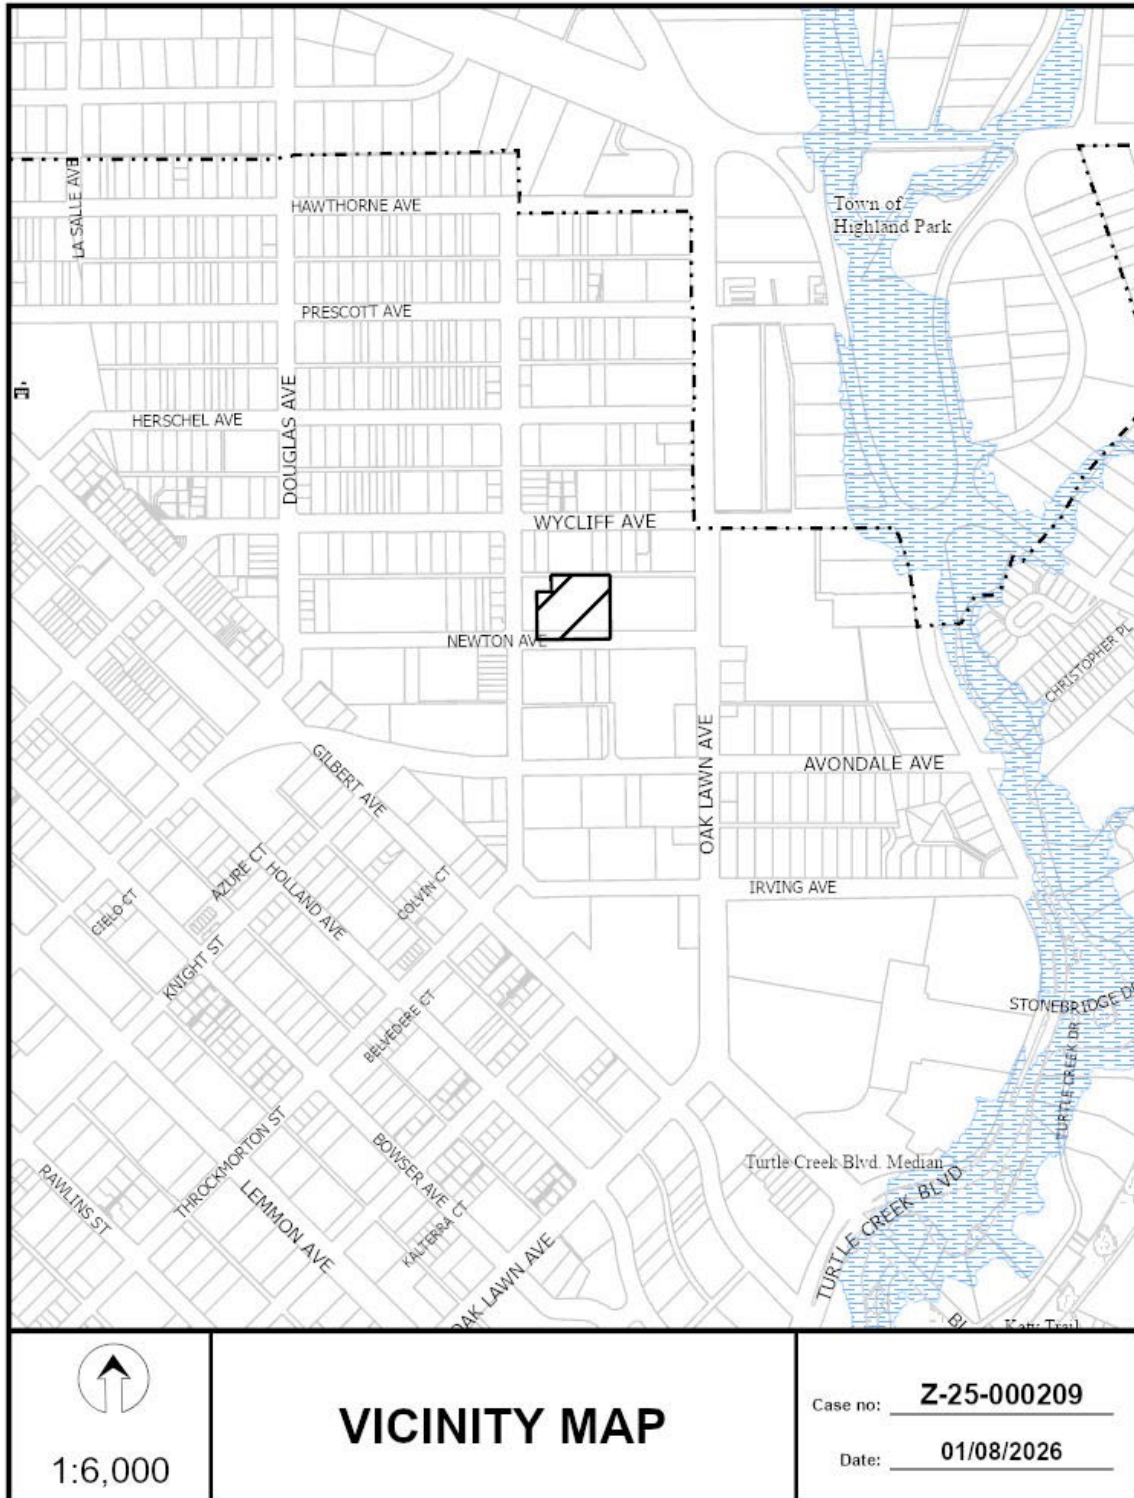 LA SALLE AVE
HAWTHORNE AVE
Town of
Highland Park
PRESCOTT AVE
DOUGLAS AVE
HERSCHEL AVE
WYCLIFF AVE
NEWTON AVE
CHRISTOPHER PL
GILBERT AVE
OAK LAWN AVE
AVONDALE AVE
AZURE CT
HOLLAND AVE
COLVIN CT
CIELO CT
IRVING AVE
KNIGHT ST
STONEBRIDGE
BELVEDERE CT
TURTLE CREEK DR
THROCKMORTON ST
BOWSER AVE
Turtle Creek Blvd. Median
RAWLINS ST
LEMMON AVE
KALTERRA CT
TURTLE CREEK BLVD
OAK LAWN AVE
Katy Trail
1:6,000
VICINITY MAP
Case no: Z-25-000209
Date: 01/08/2026